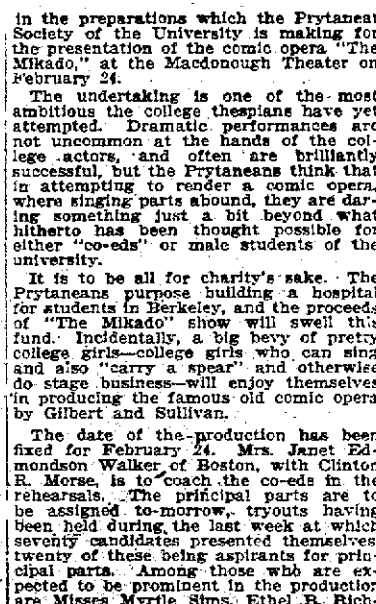 in the preparations which the Prytanean
Society of the University is making for
the presentation of the comic opera "The
Mikado," at the Macdonough Theater on
February 24.
The undertaking is one of the most
ambitious the college thespians have yet
attempted. Dramatic performances are
not uncommon at the hands of the col-
lege actors, and often are brilliantly
successful, but the Prytaneans think that
in attempting to render a comic opera,
where singing parts abound, they are dar-
ing something just a bit beyond what
hitherto has been thought possible for
either "co-eds" or male students of the
university.
It is to be all for charity's sake. The
Prytaneans purpose building a hospital
for students in Berkeley, and the proceeds
of "The Mikado" show will swell this
fund. Incidentally, a big bevy of pretty
college girls—college girls who can sing
and also "carry a spear" and otherwise
do stage business—will enjoy themselves
in producing the famous old comic opera
by Gilbert and Sullivan.
The date of the production has been
fixed for February 24. Mrs. Janet Ed-
mondson Walker of Boston, with Clinton
R. Morse, is to coach the co-eds in the
rehearsals. The principal parts are to
be assigned to-morrow, tryouts having
been held during the last week at which
seventy candidates presented themselves,
twenty of these being aspirants for prin-
cipal parts. Among those who are ex-
pected to be prominent in the production
are Misses Myrtle Sims, Ethel R. Rich-